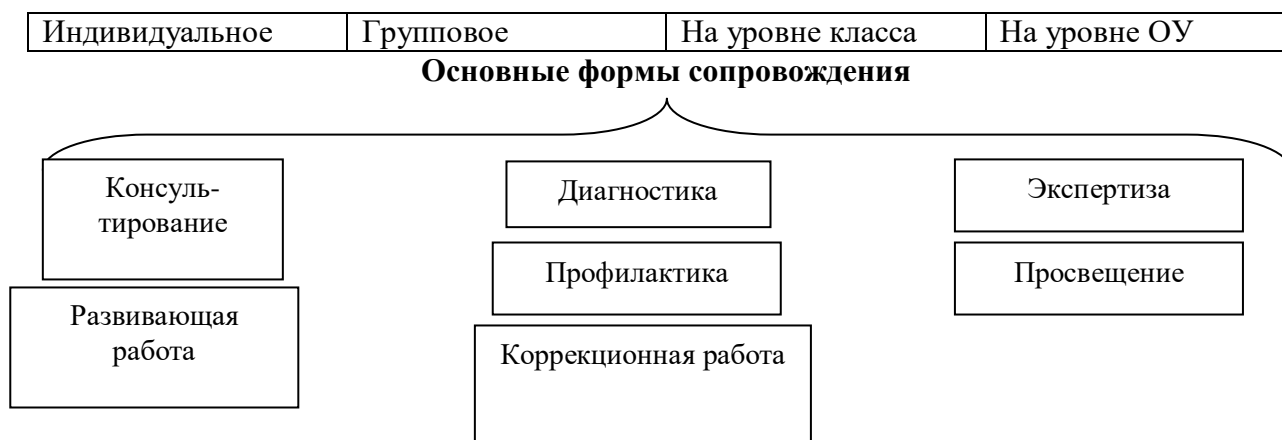 Индивидуальное Групповое На уровне класса На уровне ОУ
Основные формы сопровождения
Консуль-
тирование
Диагностика
Экспертиза
Профилактика
Просвещение
Развивающая
работа
Коррекционная работа